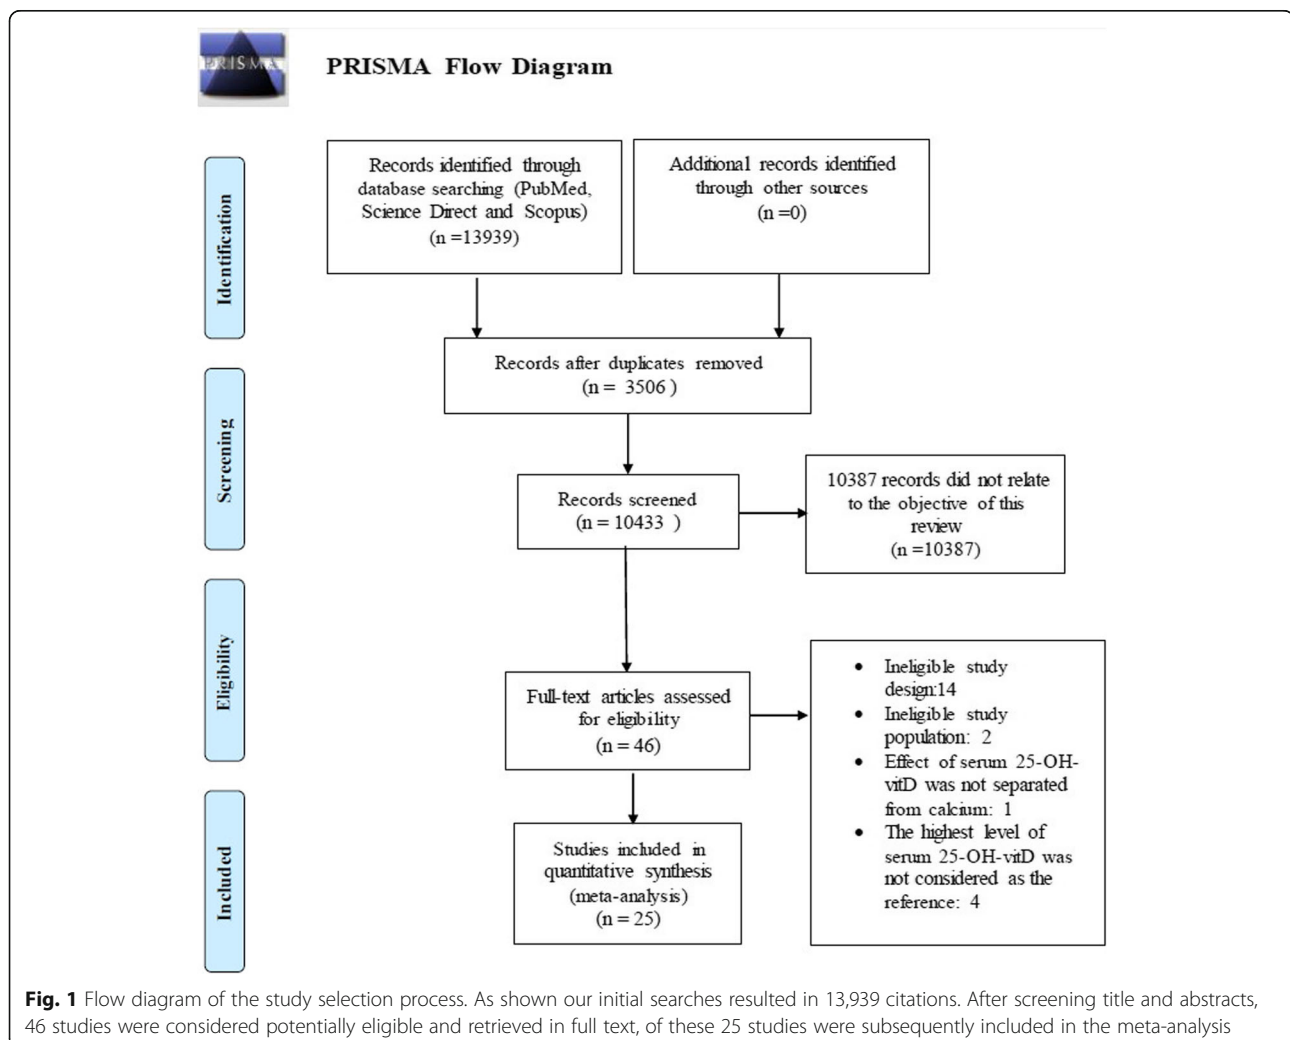 PRISMA
PRISMA Flow Diagram
Identification
Records identified through
database searching (PubMed,
Science Direct and Scopus)
(n =13939)
Additional records identified
through other sources
(n =0)
Records after duplicates removed
(n = 3506 )
Screening
Records screened
(n = 10433 )
10387 records did not relate
to the objective of this
review
(n =10387)
Eligibility
Full-text articles assessed
for eligibility
(n = 46)
• Ineligible study
design:14
• Ineligible study
population: 2
• Effect of serum 25-OH-
vitD was not separated
from calcium: 1
• The highest level of
serum 25-OH-vitD was
not considered as the
reference: 4
Included
Studies included in
quantitative synthesis
(meta-analysis)
(n = 25)
Fig. 1 Flow diagram of the study selection process. As shown our initial searches resulted in 13,939 citations. After screening title and abstracts,
46 studies were considered potentially eligible and retrieved in full text, of these 25 studies were subsequently included in the meta-analysis